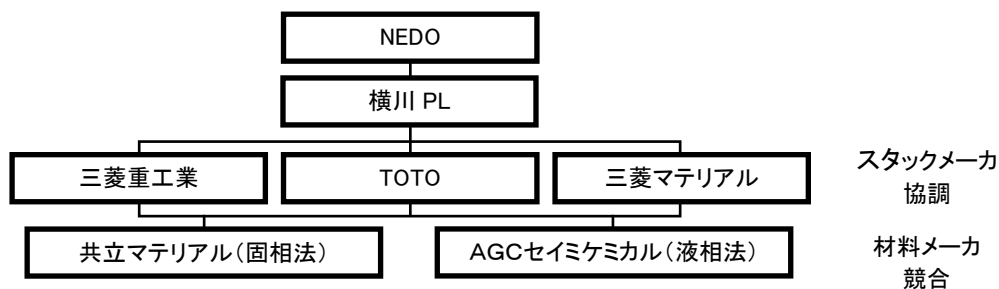 NEDO
横川 PL
三菱重工業
TOTO
三菱マテリアル
スタックメーカ
協調
共立マテリアル（固相法）
AGCセイミケミカル（液相法）
材料メーカ
競合